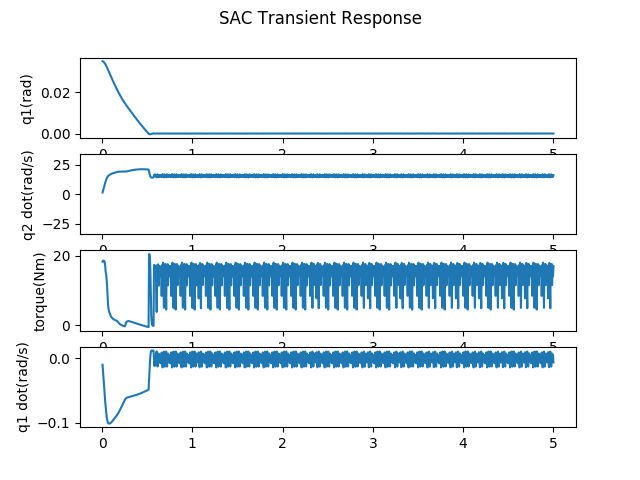 SAC Transient Response
q1(rad)
0.02
0.00
0 1 2 3 4 5
q2 dot(rad/s)
25
0
−25
0 1 2 3 4 5
torque(Nm)
20
0
0 1 2 3 4 5
q1 dot(rad/s)
0.0
−0.1
0 1 2 3 4 5